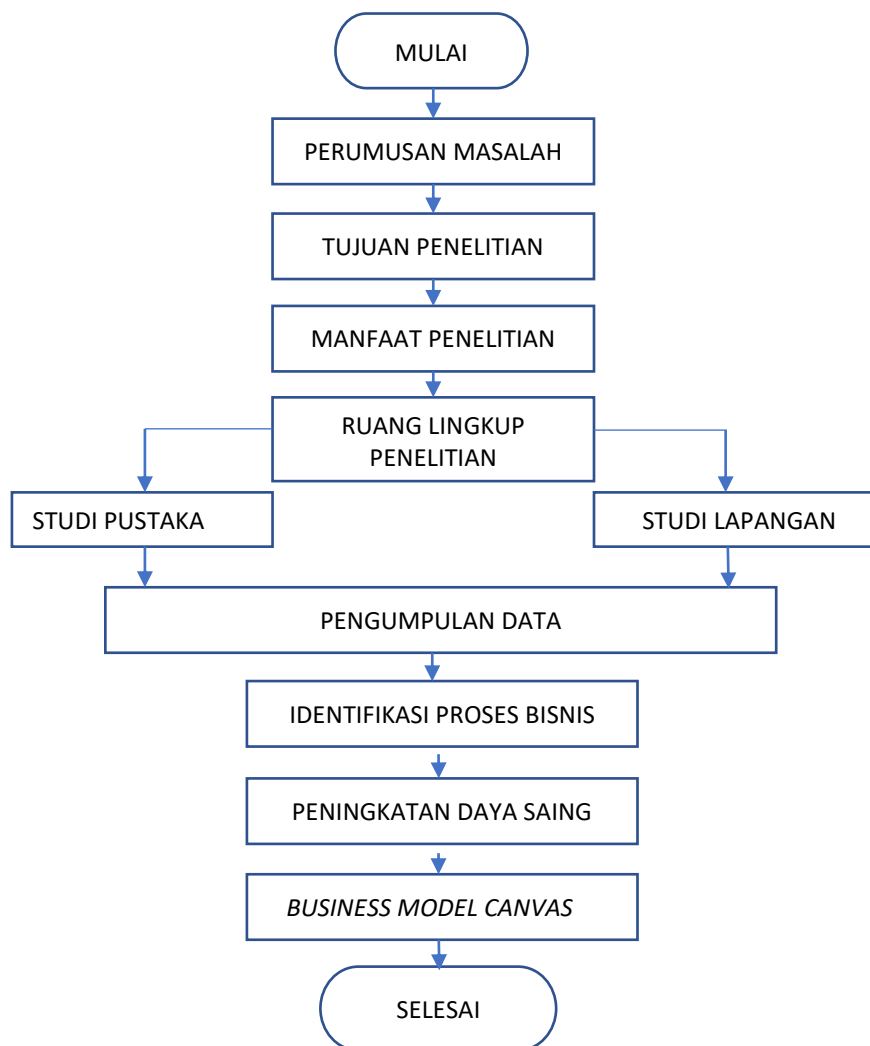 MULAI
PERUMUSAN MASALAH
TUJUAN PENELITIAN
MANFAAT PENELITIAN
RUANG LINGKUP
PENELITIAN
STUDI PUSTAKA
STUDI LAPANGAN
PENGUMPULAN DATA
IDENTIFIKASI PROSES BISNIS
PENINGKATAN DAYA SAING
BUSINESS MODEL CANVAS
SELESAI